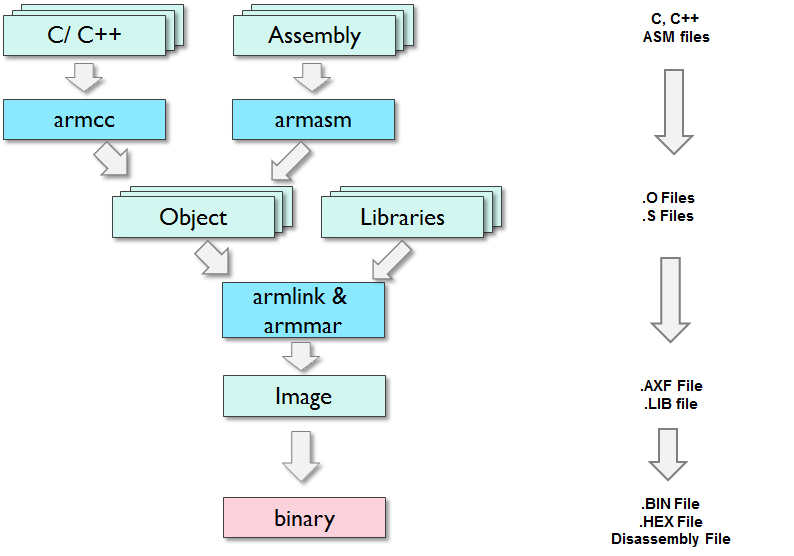 C/ C++
Assembly
C, C++
ASM files
armcc
armasm
Object
Libraries
.O Files
.S Files
armlink &
armmar
Image
.AXF File
.LIB file
binary
.BIN File
.HEX File
Disassembly File